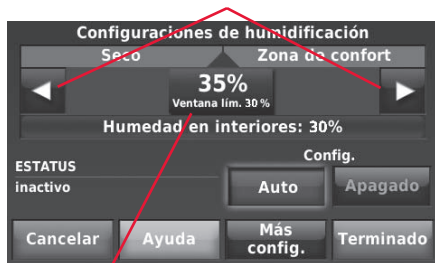 Configuraciones de humidificación
Seco Zona de confort
35%
Ventana lím. 30 %
Humedad en interiores: 30%
Config.
ESTATUS
inactivo
Auto Apagado
Cancelar Ayuda Más config. Terminado